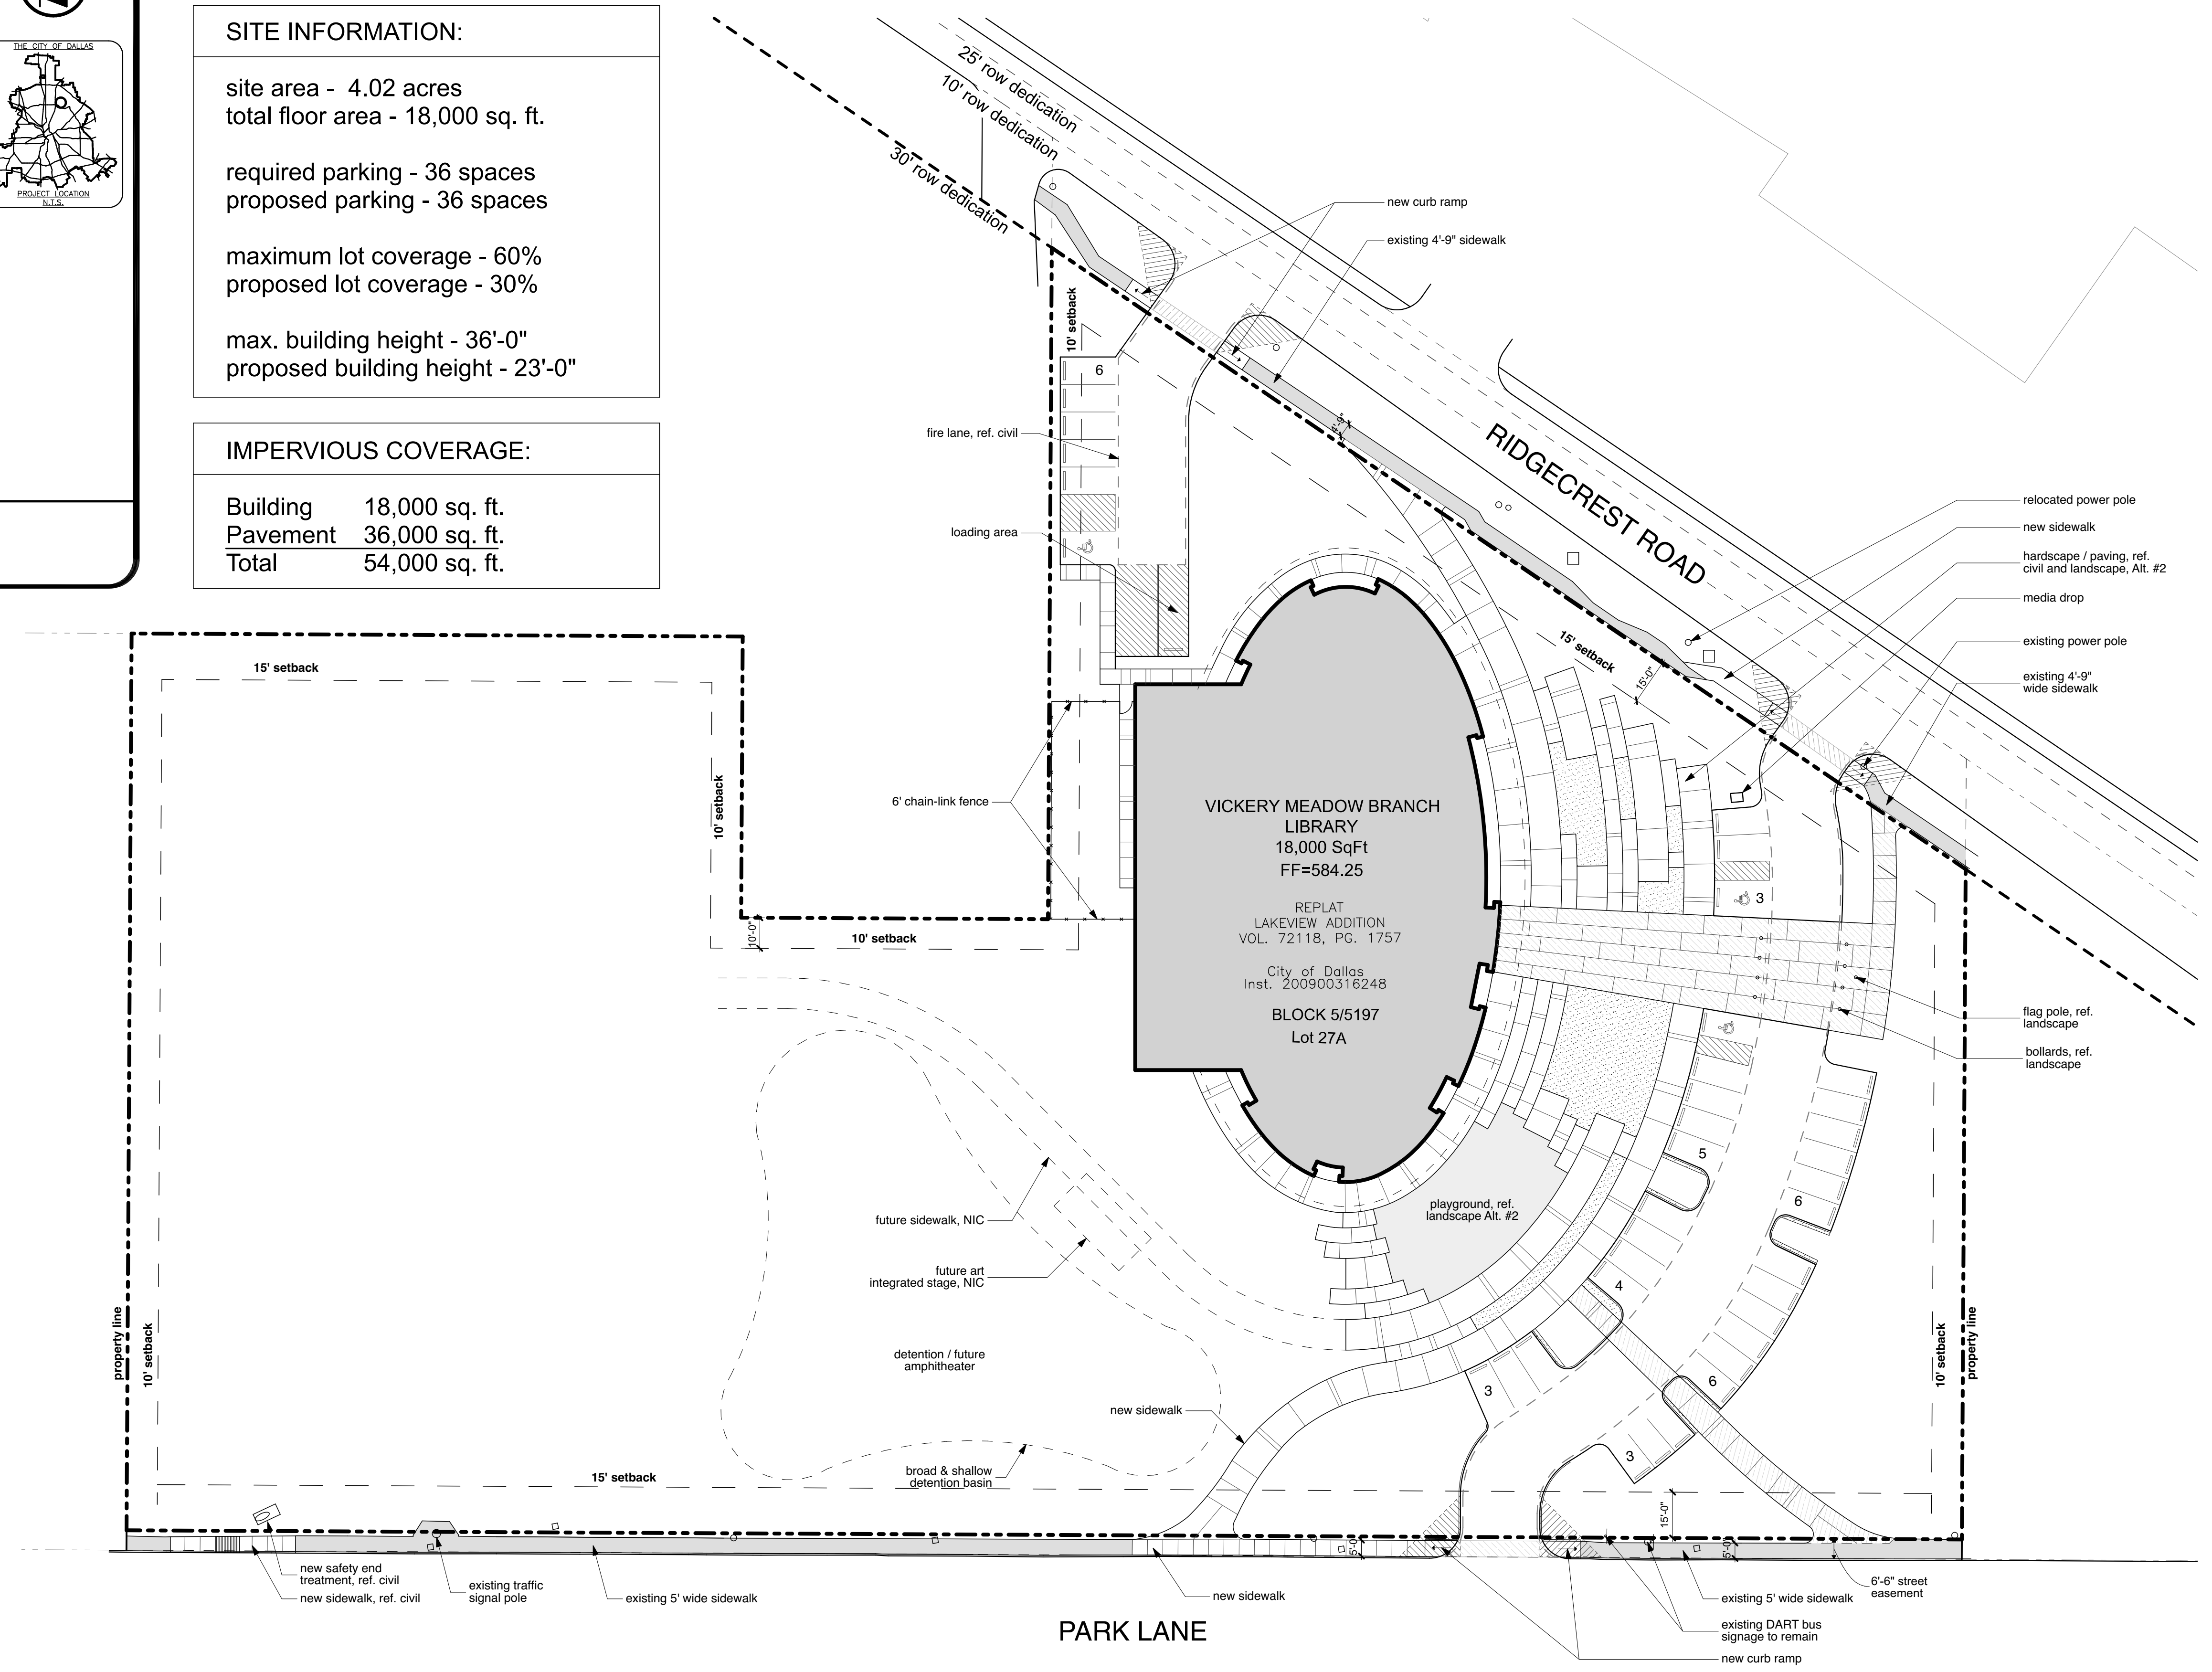 THE CITY OF DALLAS
PROJECT LOCATION
N.T.S.
SITE INFORMATION:
site area - 4.02 acres
total floor area - 18,000 sq. ft.
required parking - 36 spaces
proposed parking - 36 spaces
maximum lot coverage - 60%
proposed lot coverage - 30%
max. building height - 36'-0"
proposed building height - 23'-0"
IMPERVIOUS COVERAGE:
Building 18,000 sq. ft.
Pavement 36,000 sq. ft.
Total 54,000 sq. ft.
25' row dedication
10' row dedication
30' row dedication
new curb ramp
existing 4'-9" sidewalk
10' setback
6
fire lane, ref. civil
loading area
4'-9"
RIDGECREST ROAD
relocated power pole
new sidewalk
hardscape / paving, ref.
civil and landscape, Alt. #2
media drop
existing power pole
existing 4'-9"
wide sidewalk
15' setback
15'-0"
15' setback
10' setback
6' chain-link fence
10'-0"
10' setback
VICKERY MEADOW BRANCH
LIBRARY
18,000 SqFt
FF=584.25
REPLAT
LAKEVIEW ADDITION
VOL. 72118, PG. 1757
City of Dallas
Inst. 200900316248
BLOCK 5/5197
Lot 27A
3
flag pole, ref.
landscape
bollards, ref.
landscape
5
6
playground, ref.
landscape Alt. #2
future sidewalk, NIC
future art
integrated stage, NIC
4
property line
10' setback
detention / future
amphitheater
new sidewalk
3
6
3
10' setback
property line
broad & shallow
detention basin
15' setback
15'-0"
5'-0"
5'-0"
new safety end
treatment, ref. civil
new sidewalk, ref. civil
existing traffic
signal pole
existing 5' wide sidewalk
new sidewalk
6'-6" street
easement
existing 5' wide sidewalk
existing DART bus
signage to remain
new curb ramp
PARK LANE